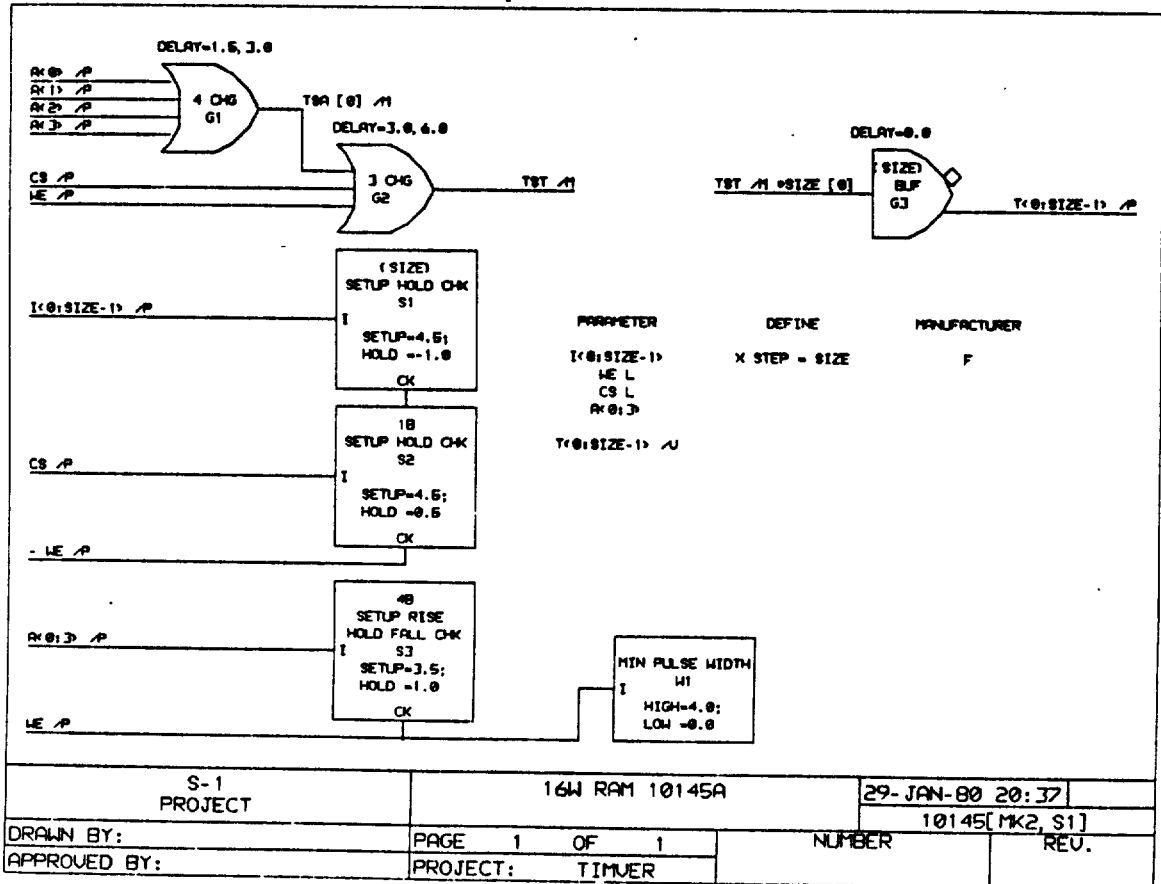 DELAY=1.5, 3.0
A<0> /P
A<1> /P
A<2> /P
A<3> /P
4 CHG
G1
TSA [0] /M
DELAY=3.0, 6.0
CS /P
WE /P
3 CHG
G2
TST /M
DELAY=0.0
TST /M *SIZE [0]
(SIZE)
BUF
G3
T<0:SIZE-1> /P
(SIZE)
SETUP HOLD CHK
S1
I<0:SIZE-1> /P
I
SETUP=4.5;
HOLD =-1.0
CK
PARAMETER
I<0:SIZE-1>
WE L
CS L
A<0:3>
T<0:SIZE-1> /U
DEFINE
X STEP = SIZE
MANUFACTURER
F
1B
SETUP HOLD CHK
S2
CS /P
I
SETUP=4.5;
HOLD =0.5
CK
- WE /P
4B
SETUP RISE
HOLD FALL CHK
S3
A<0:3> /P
I
SETUP=3.5;
HOLD =1.0
CK
WE /P
MIN PULSE WIDTH
W1
I
HIGH=4.0;
LOW =0.0
S-1
PROJECT
16W RAM 10145A
29-JAN-80 20:37
10145[MK2,S1]
DRAWN BY:
PAGE 1 OF 1
NUMBER
REV.
APPROVED BY:
PROJECT: TIMVER